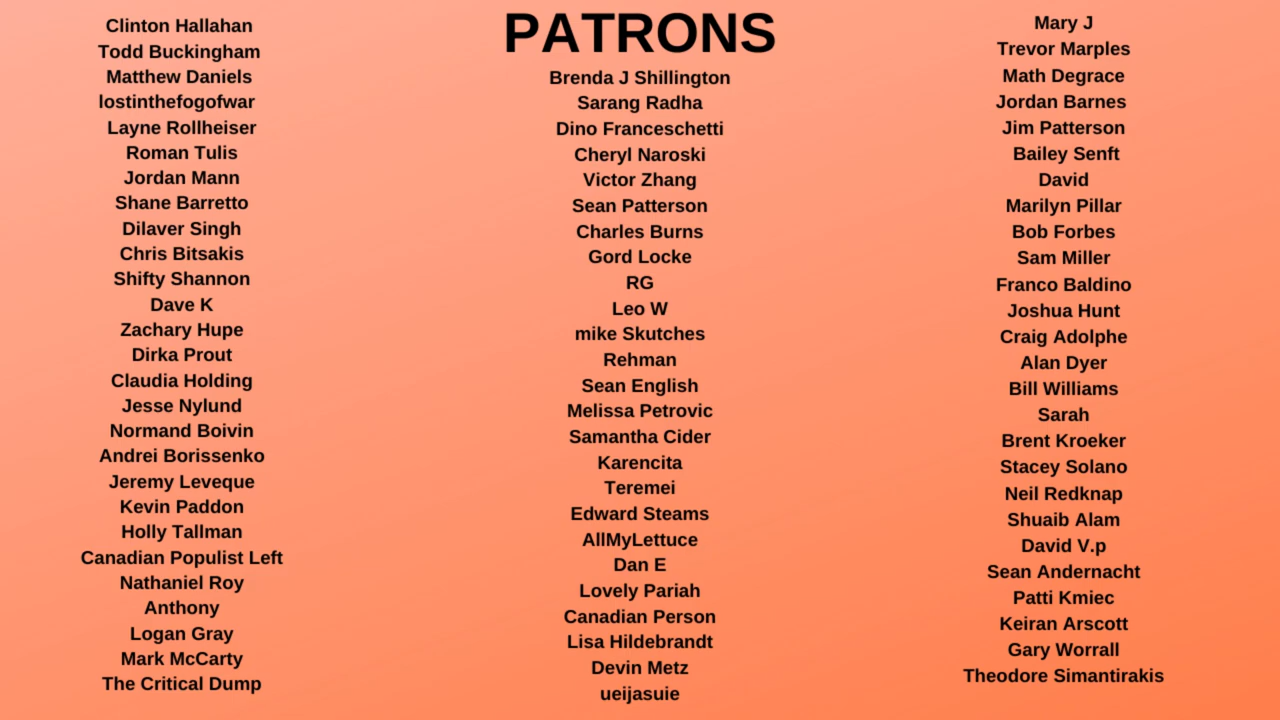 PATRONS
Clinton Hallahan
Todd Buckingham
Matthew Daniels
lostinthefogofwar
Layne Rollheiser
Roman Tulis
Jordan Mann
Shane Barretto
Dilaver Singh
Chris Bitsakis
Shifty Shannon
Dave K
Zachary Hupe
Dirka Prout
Claudia Holding
Jesse Nylund
Normand Boivin
Andrei Borissenko
Jeremy Leveque
Kevin Paddon
Holly Tallman
Canadian Populist Left
Nathaniel Roy
Anthony
Logan Gray
Mark McCarty
The Critical Dump
Brenda J Shillington
Sarang Radha
Dino Franceschetti
Cheryl Naroski
Victor Zhang
Sean Patterson
Charles Burns
Gord Locke
RG
Leo W
mike Skutches
Rehman
Sean English
Melissa Petrovic
Samantha Cider
Karencita
Teremei
Edward Steams
AllMyLettuce
Dan E
Lovely Pariah
Canadian Person
Lisa Hildebrandt
Devin Metz
ueijasuie
Mary J
Trevor Marples
Math Degrace
Jordan Barnes
Jim Patterson
Bailey Senft
David
Marilyn Pillar
Bob Forbes
Sam Miller
Franco Baldino
Joshua Hunt
Craig Adolphe
Alan Dyer
Bill Williams
Sarah
Brent Kroeker
Stacey Solano
Neil Redknap
Shuaib Alam
David V.p
Sean Andernacht
Patti Kmiec
Keiran Arscott
Gary Worrall
Theodore Simantirakis